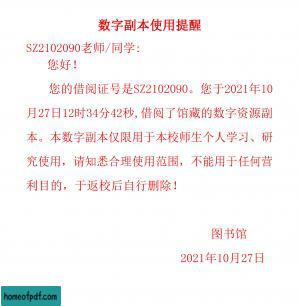 数字副本使用提醒
SZ2102090老师/同学:
您好！
您的借阅证号是SZ2102090。您于2021年10
月27日12时34分42秒,借阅了馆藏的数字资源副
本。本数字副本仅限用于本校师生个人学习、研
究使用，请知悉合理使用范围，不能用于任何营
利目的，于返校后自行删除！
图书馆
2021年10月27日
homeofpdf.com